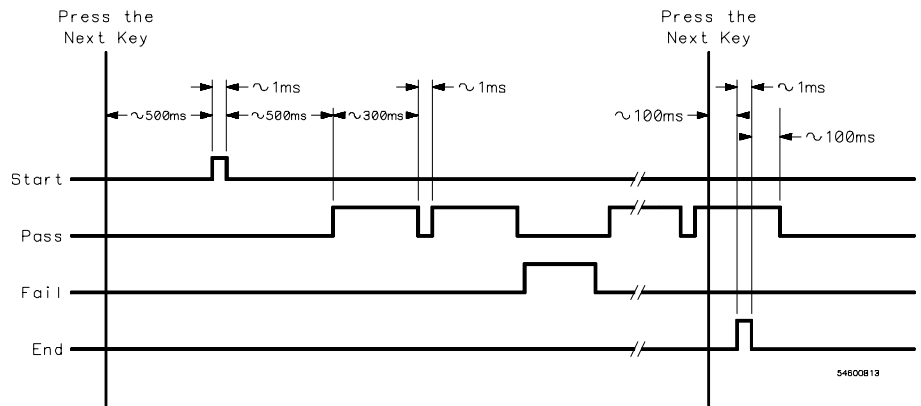 Press the
Next Key
Press the
Next Key
~1ms
~1ms
~1ms
~500ms
~500ms
~300ms
~100ms
~100ms
Start
Pass
Fail
End
54600813